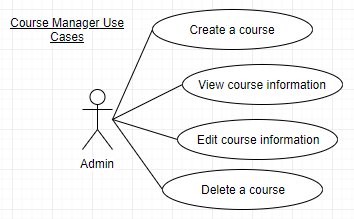 Course Manager Use
Cases
Create a course
View course information
Edit course information
Admin
Delete a course